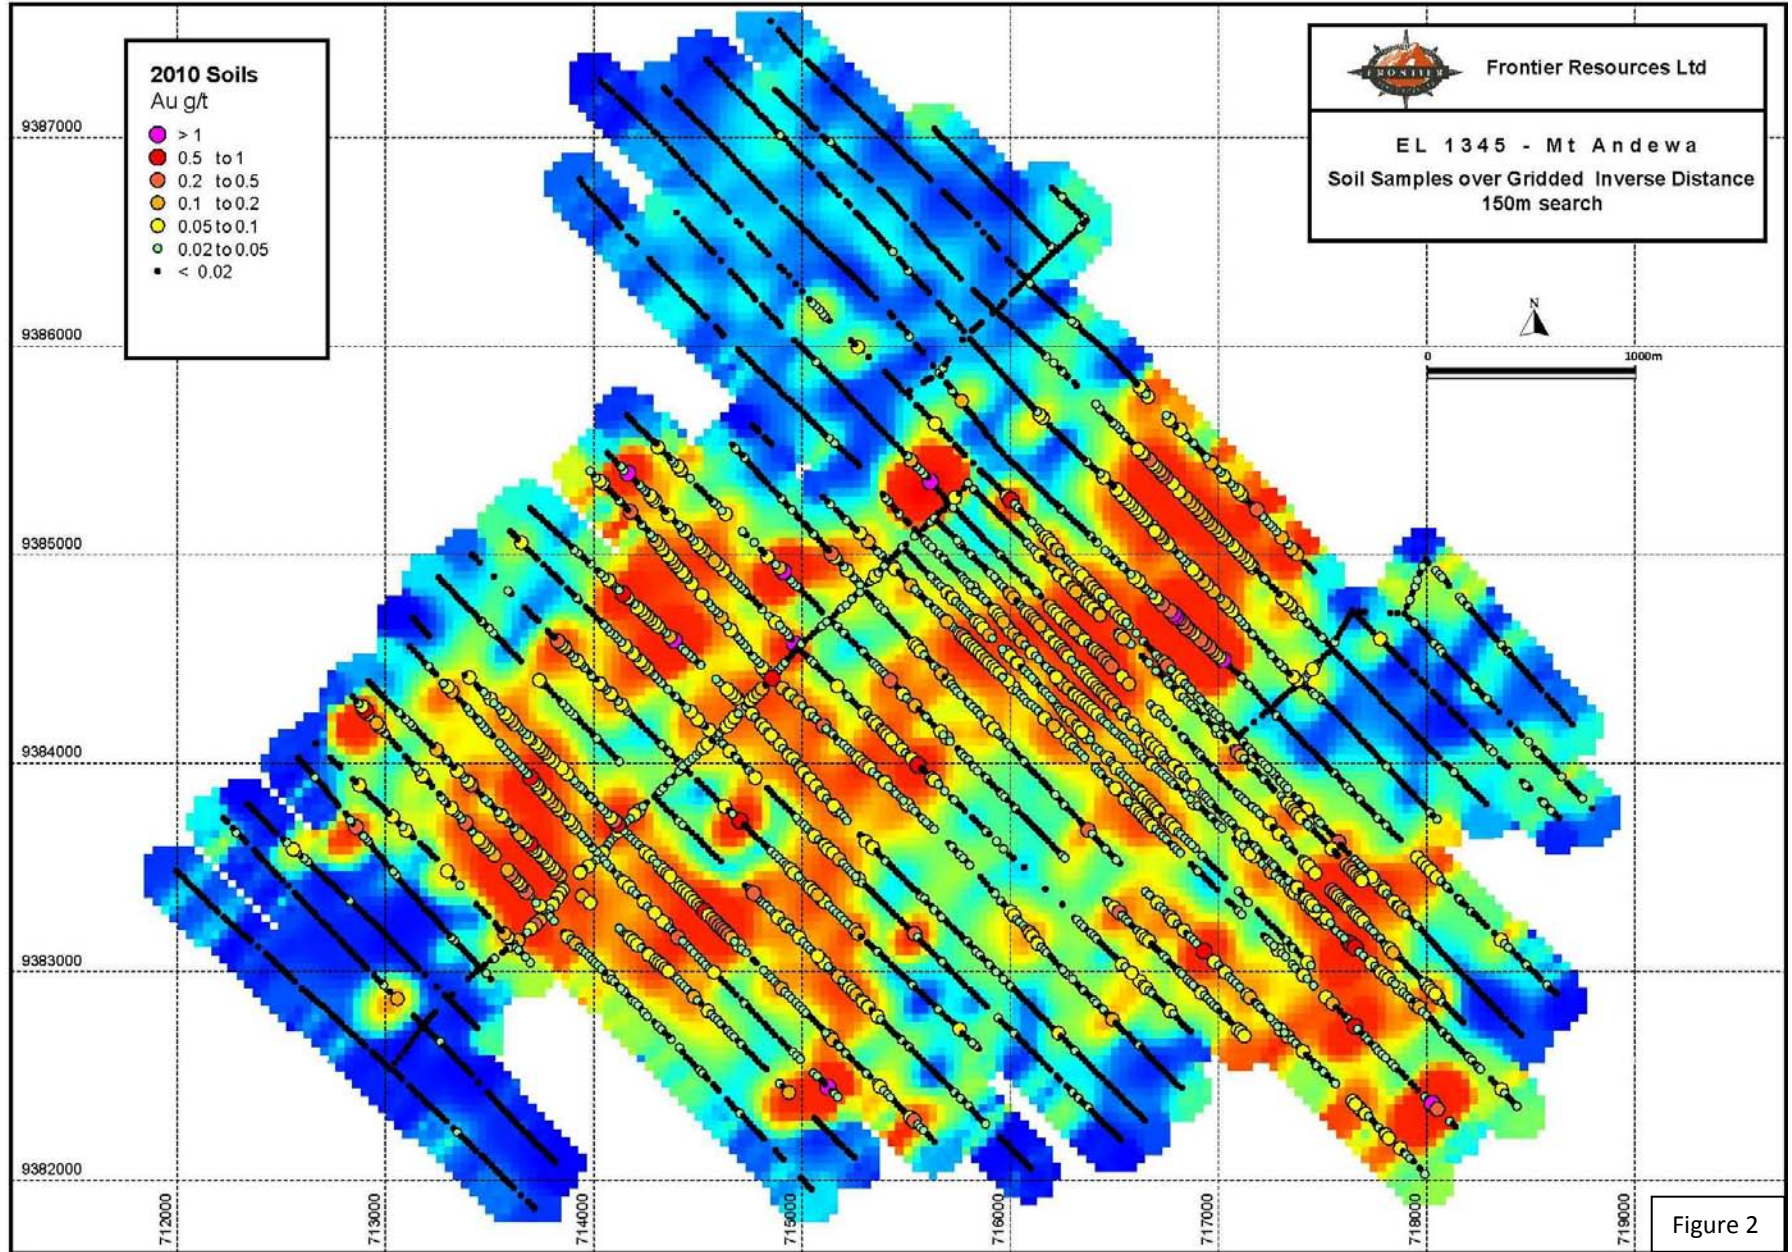 2010 Soils
Au g/t
> 1
0.5 to 1
0.2 to 0.5
0.1 to 0.2
0.05 to 0.1
0.02 to 0.05
< 0.02
FRONTIER
Frontier Resources Ltd
EL 1345 - Mt Andewa
Soil Samples over Gridded Inverse Distance
150m search
N
0 1000m
9387000
9386000
9385000
9384000
9383000
9382000
712000
713000
714000
715000
716000
717000
718000
719000
Figure 2